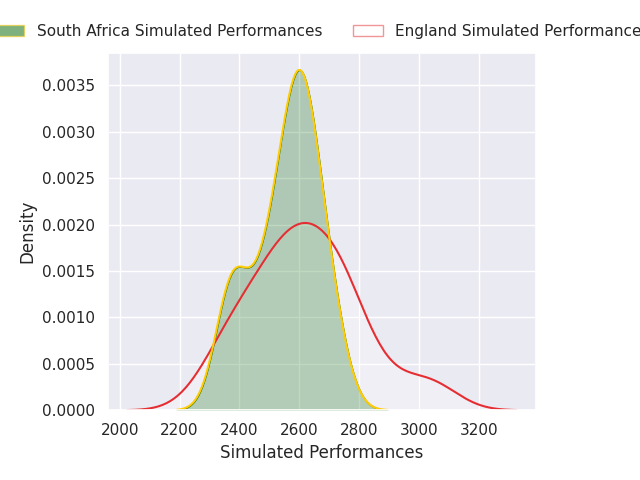 South Africa Simulated Performances England Simulated Performance
0.0035
0.0030
0.0025
0.0020
0.0015
0.0010
0.0005
0.0000
Density
2000 2200 2400 2600 2800 3000 3200
Simulated Performances